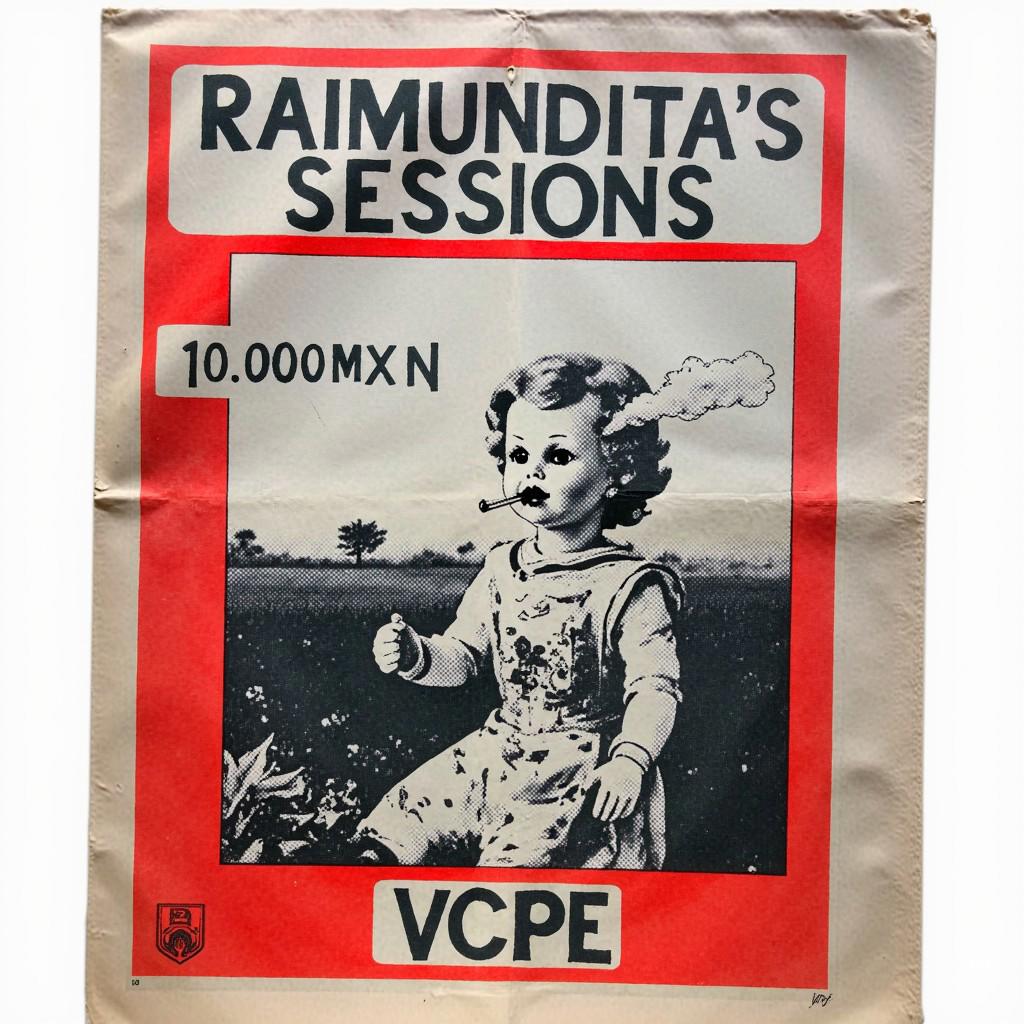 RAIMUNDITA'S
SESSIONS
10.000MXN
VCPE